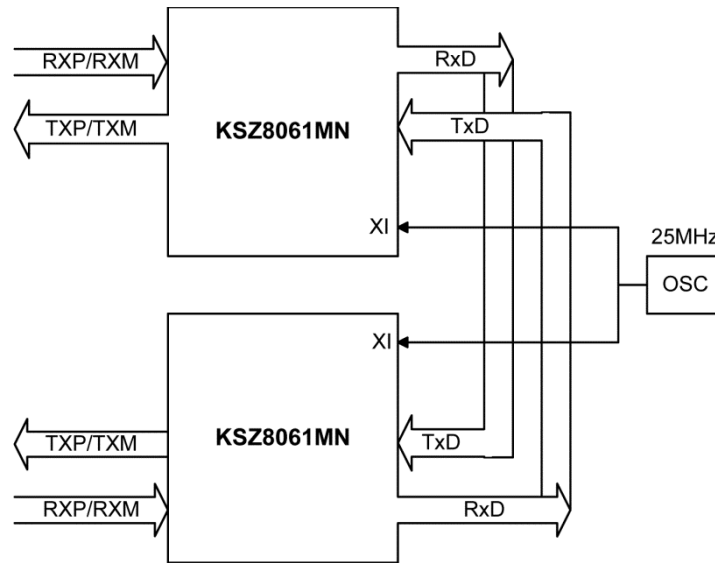 RXP/RXM
RxD
TXP/TXM
KSZ8061MN
TxD
XI
25MHz
OSC
XI
KSZ8061MN
TXP/TXM
TxD
RXP/RXM
RxD